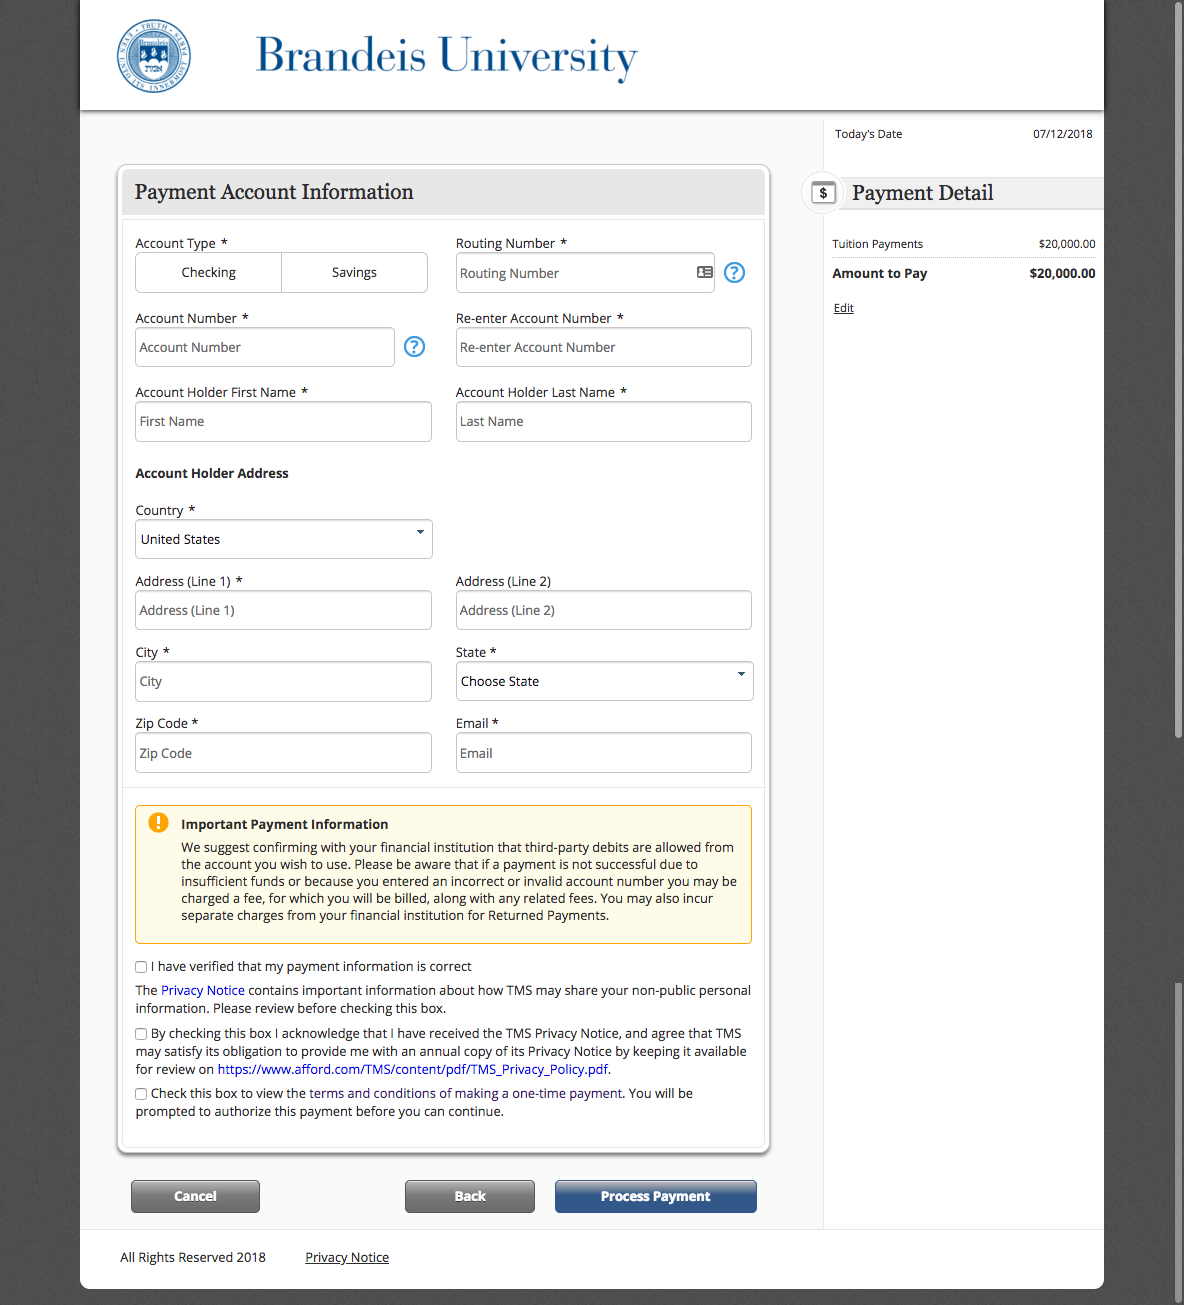 TRUTH
EVEN UNTO ITS INNERMOST PARTS
Brandeis
אמת
Brandeis University
Today's Date 07/12/2018
Payment Account Information
$ Payment Detail
Tuition Payments $20,000.00
Amount to Pay $20,000.00
Edit
Account Type * Routing Number *
Checking Savings Routing Number ?
Account Number * Re-enter Account Number *
Account Number ? Re-enter Account Number
Account Holder First Name * Account Holder Last Name *
First Name Last Name
Account Holder Address
Country *
United States
Address (Line 1) * Address (Line 2)
Address (Line 1) Address (Line 2)
City * State *
City Choose State
Zip Code * Email *
Zip Code Email
! Important Payment Information
We suggest confirming with your financial institution that third-party debits are allowed from
the account you wish to use. Please be aware that if a payment is not successful due to
insufficient funds or because you entered an incorrect or invalid account number you may be
charged a fee, for which you will be billed, along with any related fees. You may also incur
separate charges from your financial institution for Returned Payments.
I have verified that my payment information is correct
The Privacy Notice contains important information about how TMS may share your non-public personal
information. Please review before checking this box.
By checking this box I acknowledge that I have received the TMS Privacy Notice, and agree that TMS
may satisfy its obligation to provide me with an annual copy of its Privacy Notice by keeping it available
for review on https://www.afford.com/TMS/content/pdf/TMS_Privacy_Policy.pdf.
Check this box to view the terms and conditions of making a one-time payment. You will be
prompted to authorize this payment before you can continue.
Cancel Back Process Payment
All Rights Reserved 2018 Privacy Notice